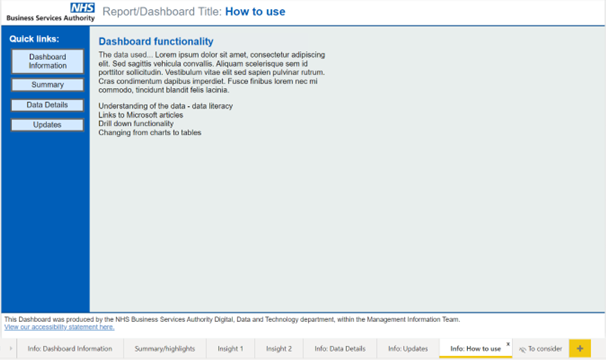 NHS
Business Services Authority
Report/Dashboard Title: How to use
Quick links:
Dashboard
Information
Summary
Data Details
Updates
Dashboard functionality
The data used... Lorem ipsum dolor sit amet, consectetur adipiscing
elit. Sed sagittis vehicula convallis. Aliquam scelerisque sem id
porttitor sollicitudin. Vestibulum vitae elit sed sapien pulvinar rutrum.
Cras condimentum dapibus imperdiet. Fusce finibus lorem nec mi
commodo, tincidunt blandit felis lacinia.
Understanding of the data - data literacy
Links to Microsoft articles
Drill down functionality
Changing from charts to tables
This Dashboard was produced by the NHS Business Services Authority Digital, Data and Technology department, within the Management Information Team.
View our accessibility statement here.
Info: Dashboard Information Summary/highlights Insight 1 Insight 2 Info: Data Details Info: Updates Info: How to use x To consider +